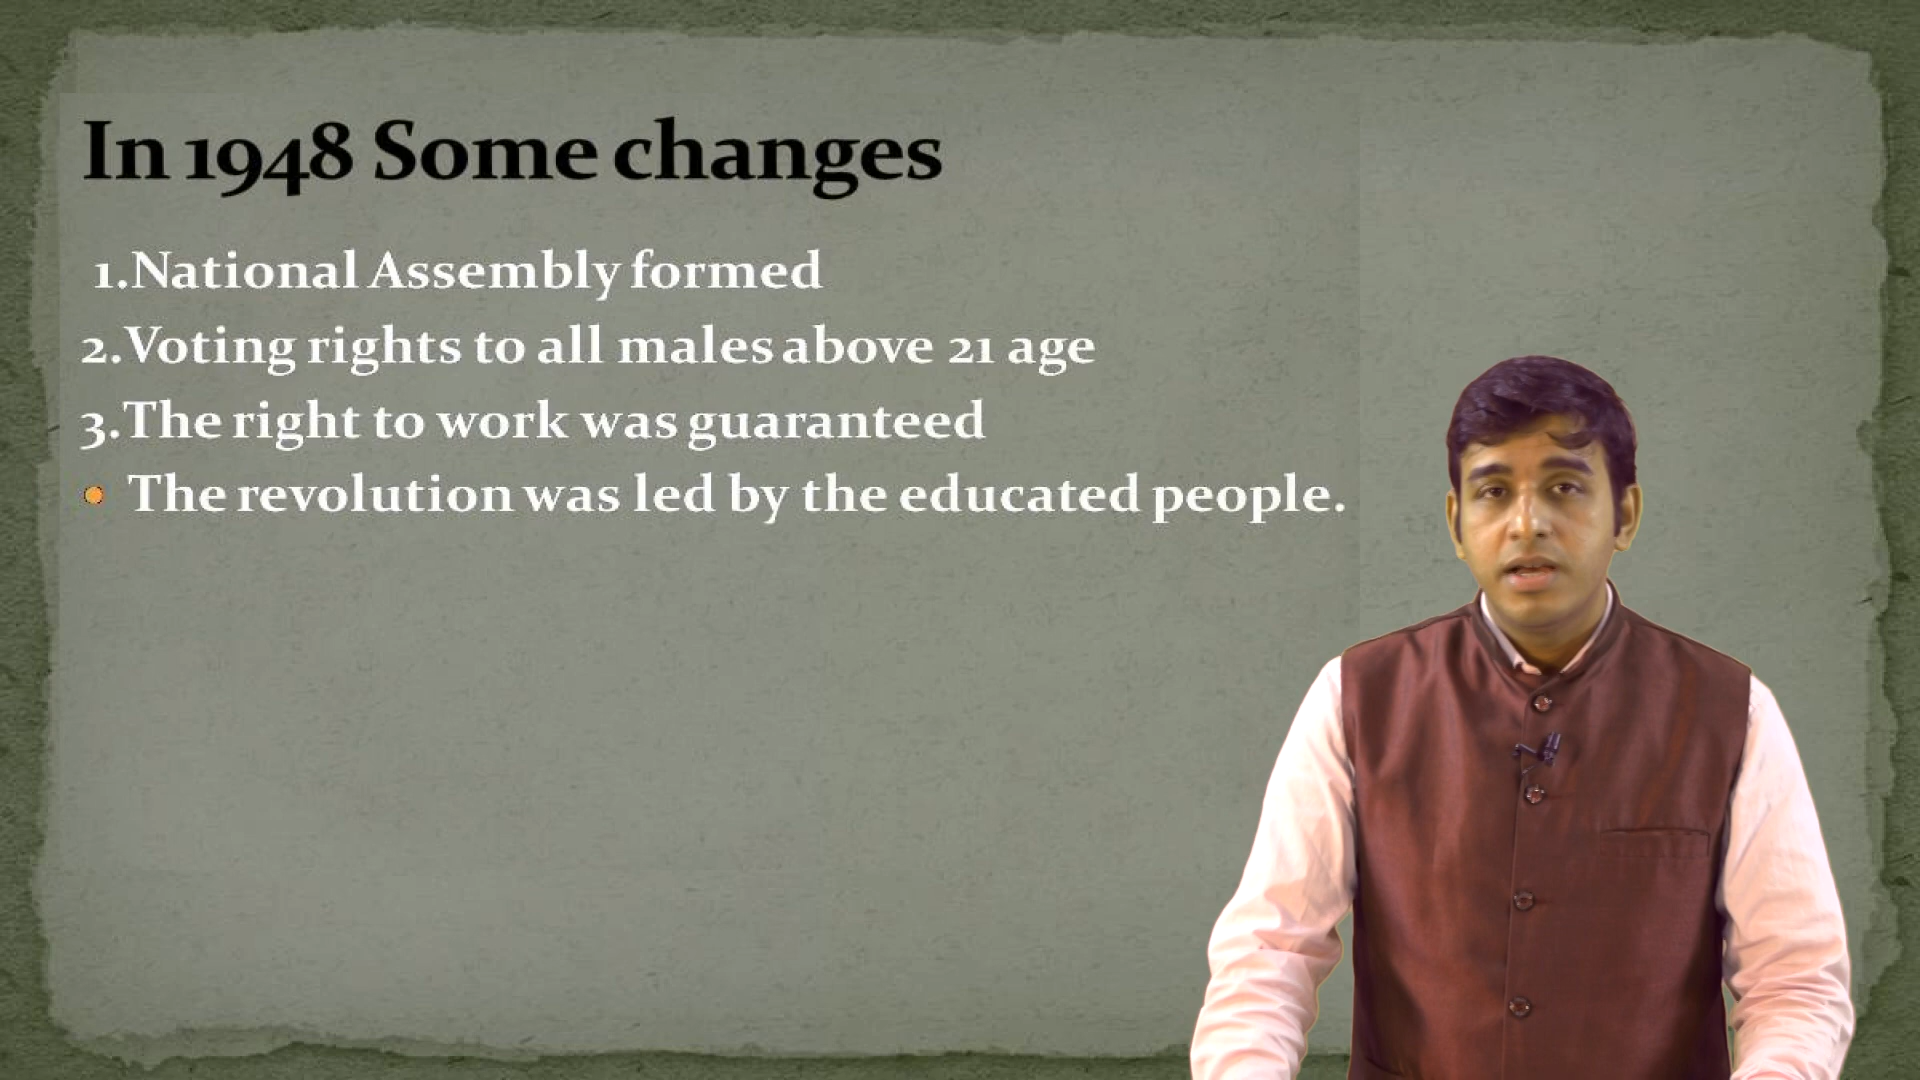 In 1948 Some changes
1.National Assembly formed
2.Voting rights to all males above 21 age
3.The right to work was guaranteed
• The revolution was led by the educated people.